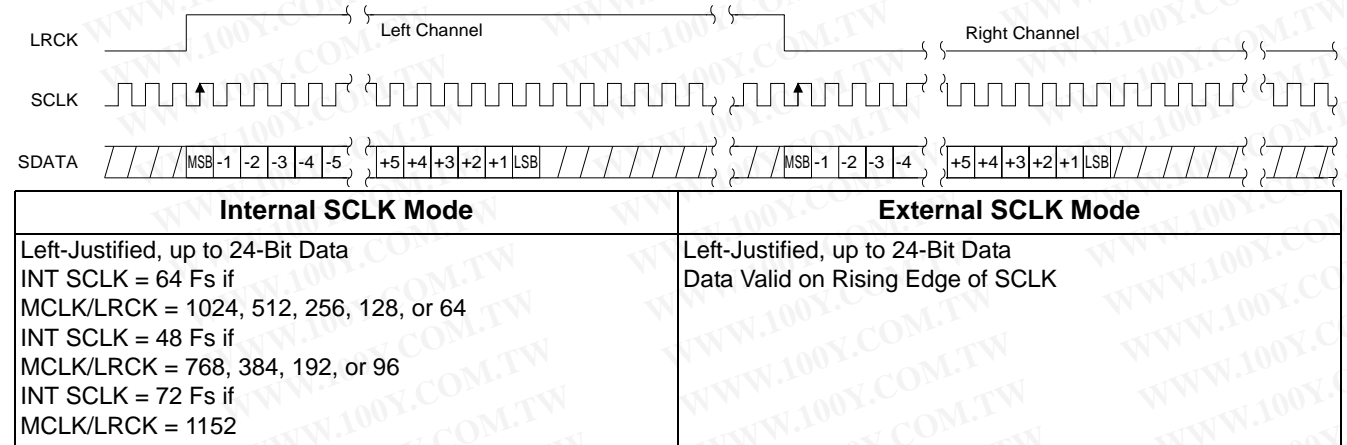 LRCK Left Channel Right Channel
SCLK
SDATA MSB -1 -2 -3 -4 -5 +5 +4 +3 +2 +1 LSB MSB -1 -2 -3 -4 +5 +4 +3 +2 +1 LSB
Internal SCLK Mode
Left-Justified, up to 24-Bit Data
INT SCLK = 64 Fs if
MCLK/LRCK = 1024, 512, 256, 128, or 64
INT SCLK = 48 Fs if
MCLK/LRCK = 768, 384, 192, or 96
INT SCLK = 72 Fs if
MCLK/LRCK = 1152
External SCLK Mode
Left-Justified, up to 24-Bit Data
Data Valid on Rising Edge of SCLK
WWW.100Y.COM.TW